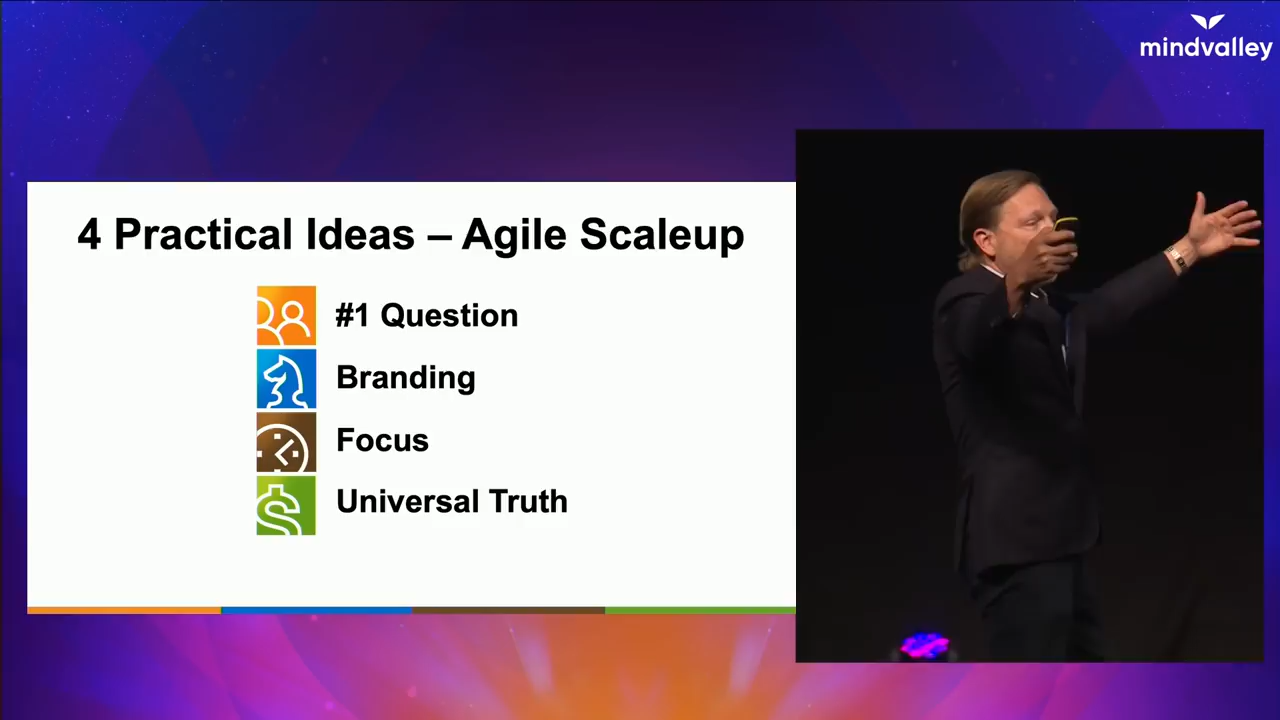 mindvalley
4 Practical Ideas – Agile Scaleup
#1 Question
Branding
Focus
Universal Truth